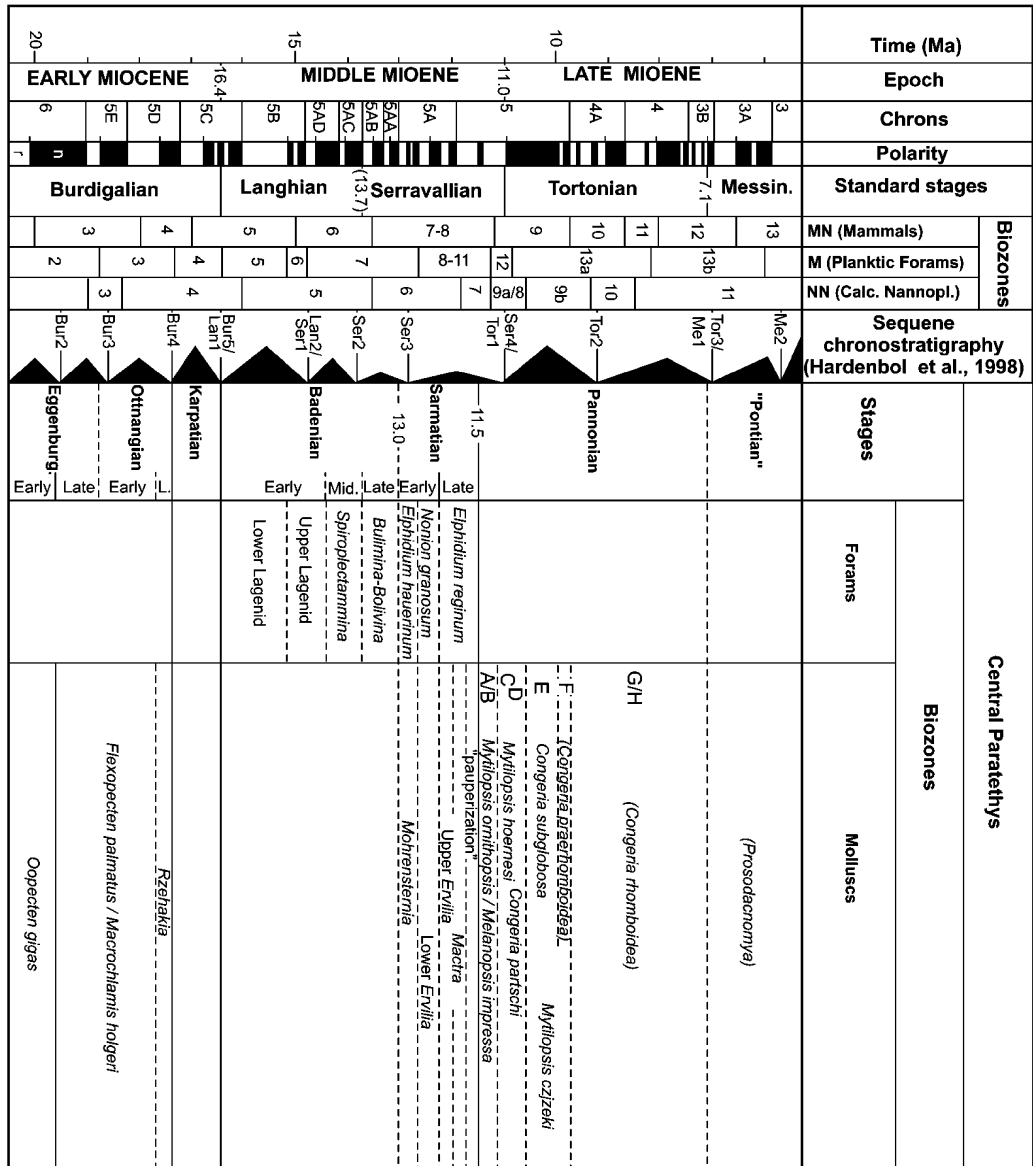 20
15
10
Time (Ma)
EARLY MIOCENE
16.4
MIDDLE MIOENE
11.0-5
LATE MIOENE
Epoch
6
5E
5D
5C
5B
5AD
5AC
5AB
5AA
5A
4A
4
3B
3A
3
Chrons
r
n
Polarity
Burdigalian
Langhian
(13.7)
Serravallian
Tortonian
7.1
Messin.
Standard stages
3
4
5
6
7-8
9
10
11
12
13
MN (Mammals)
2
3
4
5
6
7
8-11
12
13a
13b
M (Planktic Forams)
3
4
5
6
7
9a/8
9b
10
11
NN (Calc. Nannopl.)
Biozones
Bur2
Bur3
Bur4
Bur5/
Lan1
Lan2/
Ser1
Ser2
Ser3
Ser4/
Tor1
Tor2
Tor3/
Me1
Me2
Sequene
chronostratigraphy
(Hardenbol et al., 1998)
Eggenburg.
Ottnangian
Karpatian
Badenian
13.0
Sarmatian
11.5
Pannonian
"Pontian"
Stages
Early
Late
Early
L.
Early
Mid.
Late
Early
Late
Lower Lagenid
Upper Lagenid
Spiroplectammina
Bulimina-Bolivina
Elphidium hauerinum
Nonion granosum
Elphidium reginum
Forams
A/B
C
D
E
F
G/H
Oopecten gigas
Flexopecten palmatus / Macrochlamis holgeri
Rzehakia
Mohrensternia
Lower Ervilia
Upper Ervilia
Mactra
"pauperization"
Mytilopsis ornithopsis / Melanopsis impressa
Mytilopsis hoernesi Congeria partschi
Congeria subglobosa
Mytilopsis czjzeki
(Congeria praerhomboidea)
(Congeria rhomboidea)
(Prosodacnomya)
Molluscs
Biozones
Central Paratethys